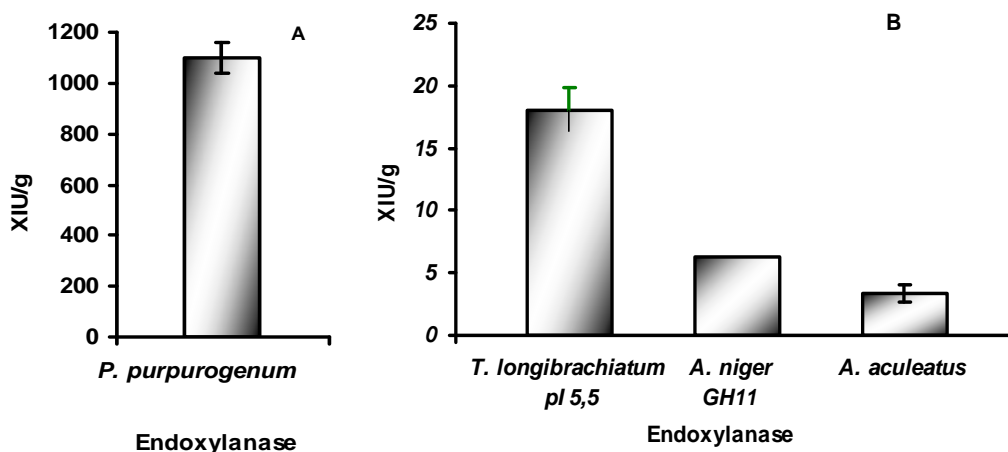 A
XIU/g
1200
1000
800
600
400
200
0
P. purpurogenum
Endoxylanase
B
XIU/g
25
20
15
10
5
0
T. longibrachiatum
pI 5,5
A. niger
GH11
A. aculeatus
Endoxylanase